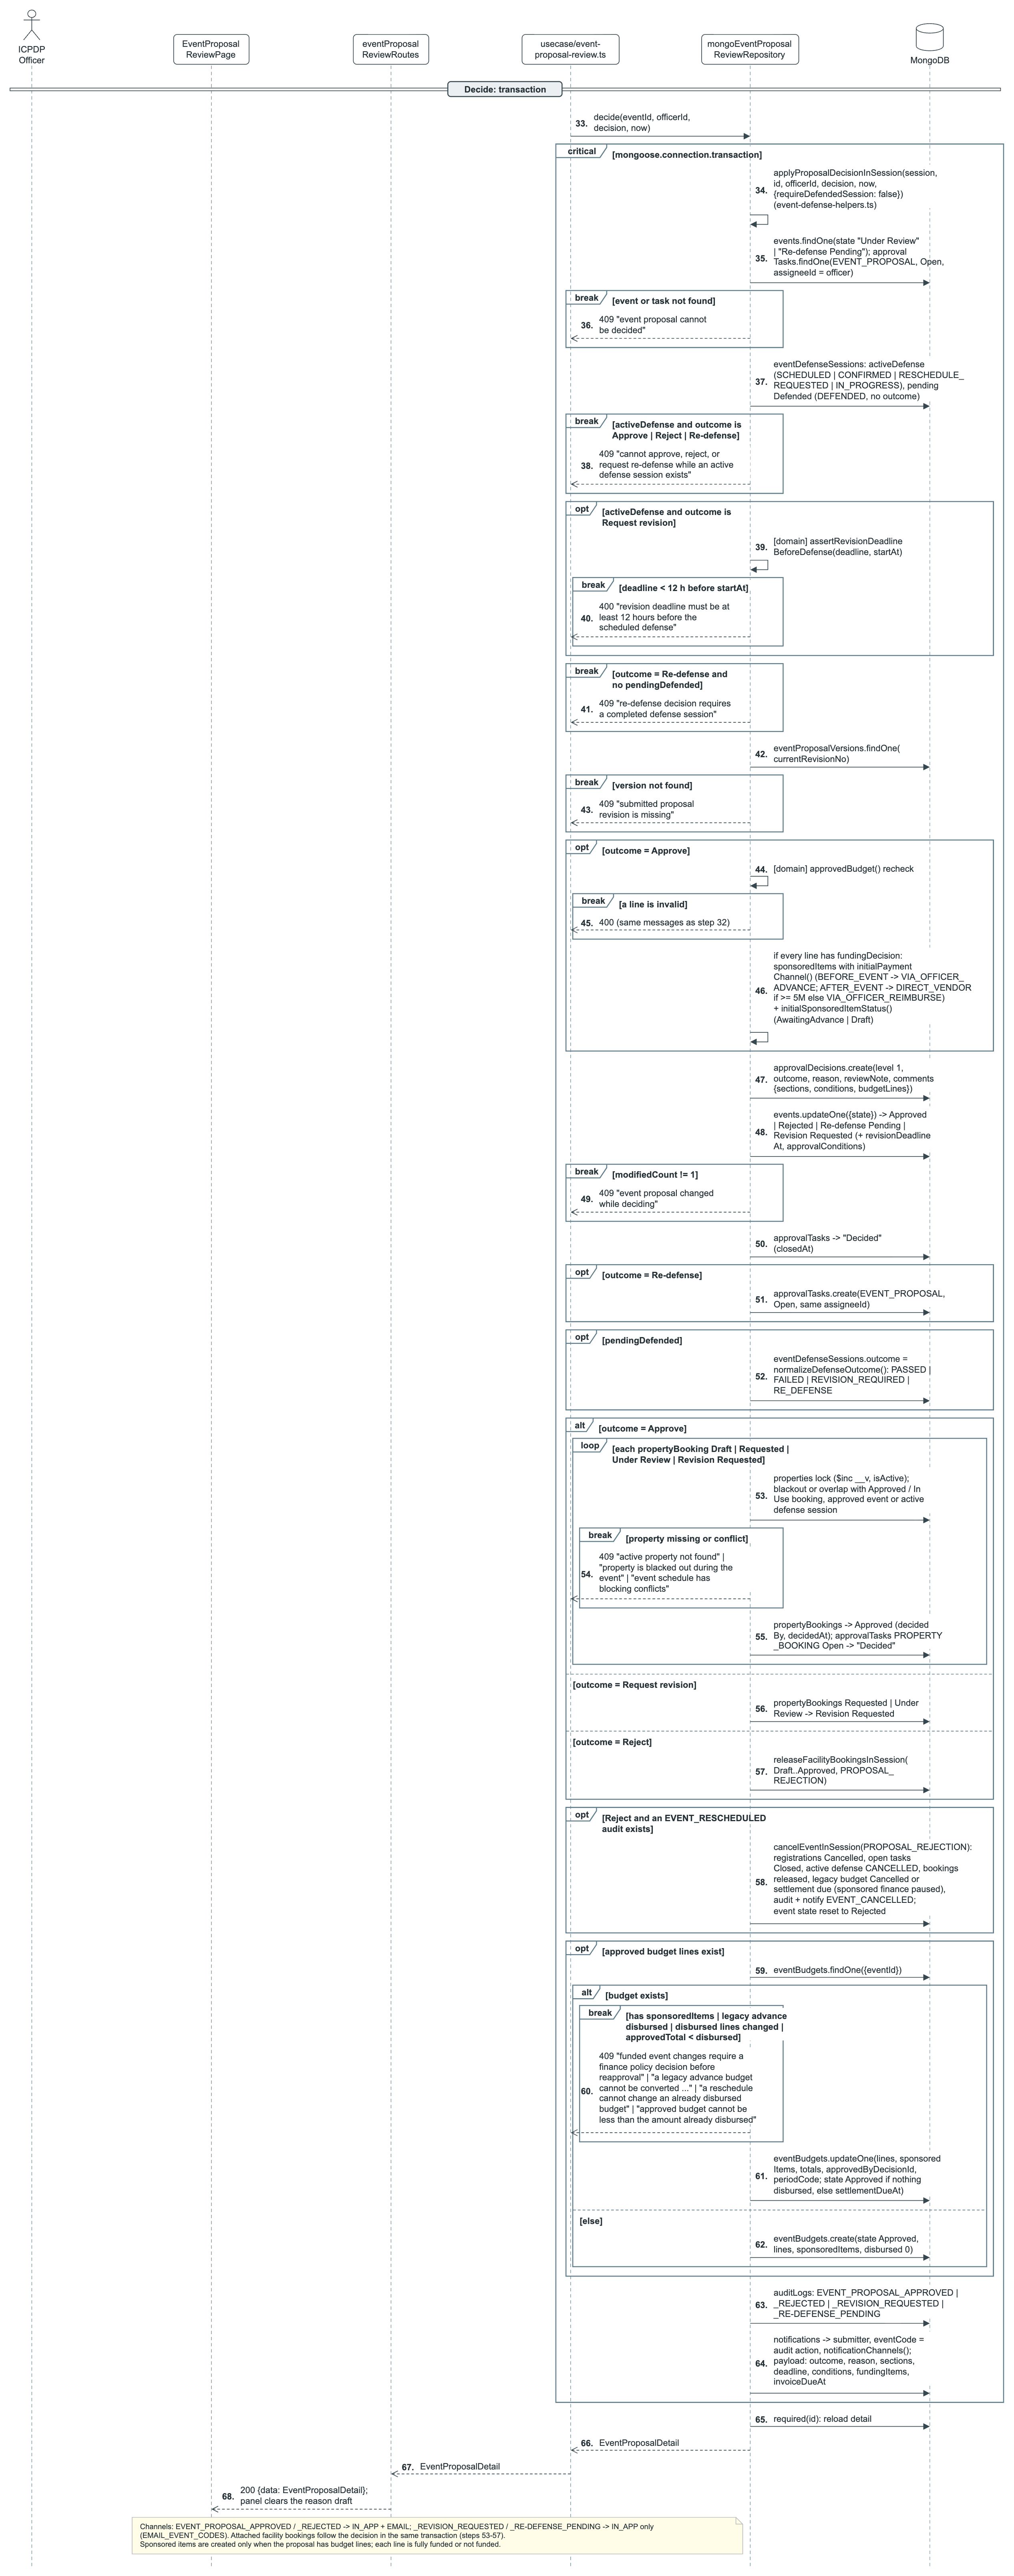 ICPDP
Officer
EventProposal
ReviewPage
eventProposal
ReviewRoutes
usecase/event-
proposal-review.ts
mongoEventProposal
ReviewRepository
MongoDB
Decide: transaction
33. decide(eventId, officerId,
decision, now)
critical [mongoose.connection.transaction]
34. applyProposalDecisionInSession(session,
id, officerId, decision, now,
{requireDefendedSession: false})
(event-defense-helpers.ts)
35. events.findOne(state "Under Review"
| "Re-defense Pending"); approval
Tasks.findOne(EVENT_PROPOSAL, Open,
assigneeId = officer)
break [event or task not found]
36. 409 "event proposal cannot
be decided"
37. eventDefenseSessions: activeDefense
(SCHEDULED | CONFIRMED | RESCHEDULE_
REQUESTED | IN_PROGRESS), pending
Defended (DEFENDED, no outcome)
break [activeDefense and outcome is
Approve | Reject | Re-defense]
38. 409 "cannot approve, reject, or
request re-defense while an active
defense session exists"
opt [activeDefense and outcome is
Request revision]
39. [domain] assertRevisionDeadline
BeforeDefense(deadline, startAt)
break [deadline < 12 h before startAt]
40. 400 "revision deadline must be at
least 12 hours before the
scheduled defense"
break [outcome = Re-defense and
no pendingDefended]
41. 409 "re-defense decision requires
a completed defense session"
42. eventProposalVersions.findOne(
currentRevisionNo)
break [version not found]
43. 409 "submitted proposal
revision is missing"
opt [outcome = Approve]
44. [domain] approvedBudget() recheck
break [a line is invalid]
45. 400 (same messages as step 32)
46. if every line has fundingDecision:
sponsoredItems with initialPayment
Channel() (BEFORE_EVENT -> VIA_OFFICER_
ADVANCE; AFTER_EVENT -> DIRECT_VENDOR
if >= 5M else VIA_OFFICER_REIMBURSE)
+ initialSponsoredItemStatus()
(AwaitingAdvance | Draft)
47. approvalDecisions.create(level 1,
outcome, reason, reviewNote, comments
{sections, conditions, budgetLines})
48. events.updateOne({state}) -> Approved
| Rejected | Re-defense Pending |
Revision Requested (+ revisionDeadline
At, approvalConditions)
break [modifiedCount != 1]
49. 409 "event proposal changed
while deciding"
50. approvalTasks -> "Decided"
(closedAt)
opt [outcome = Re-defense]
51. approvalTasks.create(EVENT_PROPOSAL,
Open, same assigneeId)
opt [pendingDefended]
52. eventDefenseSessions.outcome =
normalizeDefenseOutcome(): PASSED |
FAILED | REVISION_REQUIRED |
RE_DEFENSE
alt [outcome = Approve]
loop [each propertyBooking Draft | Requested |
Under Review | Revision Requested]
53. properties lock ($inc __v, isActive);
blackout or overlap with Approved / In
Use booking, approved event or active
defense session
break [property missing or conflict]
54. 409 "active property not found" |
"property is blacked out during the
event" | "event schedule has
blocking conflicts"
55. propertyBookings -> Approved (decided
By, decidedAt); approvalTasks PROPERTY
_BOOKING Open -> "Decided"
[outcome = Request revision]
56. propertyBookings Requested | Under
Review -> Revision Requested
[outcome = Reject]
57. releaseFacilityBookingsInSession(
Draft..Approved, PROPOSAL_
REJECTION)
opt [Reject and an EVENT_RESCHEDULED
audit exists]
58. cancelEventInSession(PROPOSAL_REJECTION):
registrations Cancelled, open tasks
Closed, active defense CANCELLED, bookings
released, legacy budget Cancelled or
settlement due (sponsored finance paused),
audit + notify EVENT_CANCELLED;
event state reset to Rejected
opt [approved budget lines exist]
59. eventBudgets.findOne({eventId})
alt [budget exists]
break [has sponsoredItems | legacy advance
disbursed | disbursed lines changed |
approvedTotal < disbursed]
60. 409 "funded event changes require a
finance policy decision before
reapproval" | "a legacy advance budget
cannot be converted ..." | "a reschedule
cannot change an already disbursed
budget" | "approved budget cannot be
less than the amount already disbursed"
61. eventBudgets.updateOne(lines, sponsored
Items, totals, approvedByDecisionId,
periodCode; state Approved if nothing
disbursed, else settlementDueAt)
[else]
62. eventBudgets.create(state Approved,
lines, sponsoredItems, disbursed 0)
63. auditLogs: EVENT_PROPOSAL_APPROVED |
_REJECTED | _REVISION_REQUESTED |
_RE-DEFENSE_PENDING
64. notifications -> submitter, eventCode =
audit action, notificationChannels();
payload: outcome, reason, sections,
deadline, conditions, fundingItems,
invoiceDueAt
65. required(id): reload detail
66. EventProposalDetail
67. EventProposalDetail
68. 200 {data: EventProposalDetail};
panel clears the reason draft
Channels: EVENT_PROPOSAL_APPROVED / _REJECTED -> IN_APP + EMAIL; _REVISION_REQUESTED / _RE-DEFENSE_PENDING -> IN_APP only
(EMAIL_EVENT_CODES). Attached facility bookings follow the decision in the same transaction (steps 53-57).
Sponsored items are created only when the proposal has budget lines; each line is fully funded or not funded.